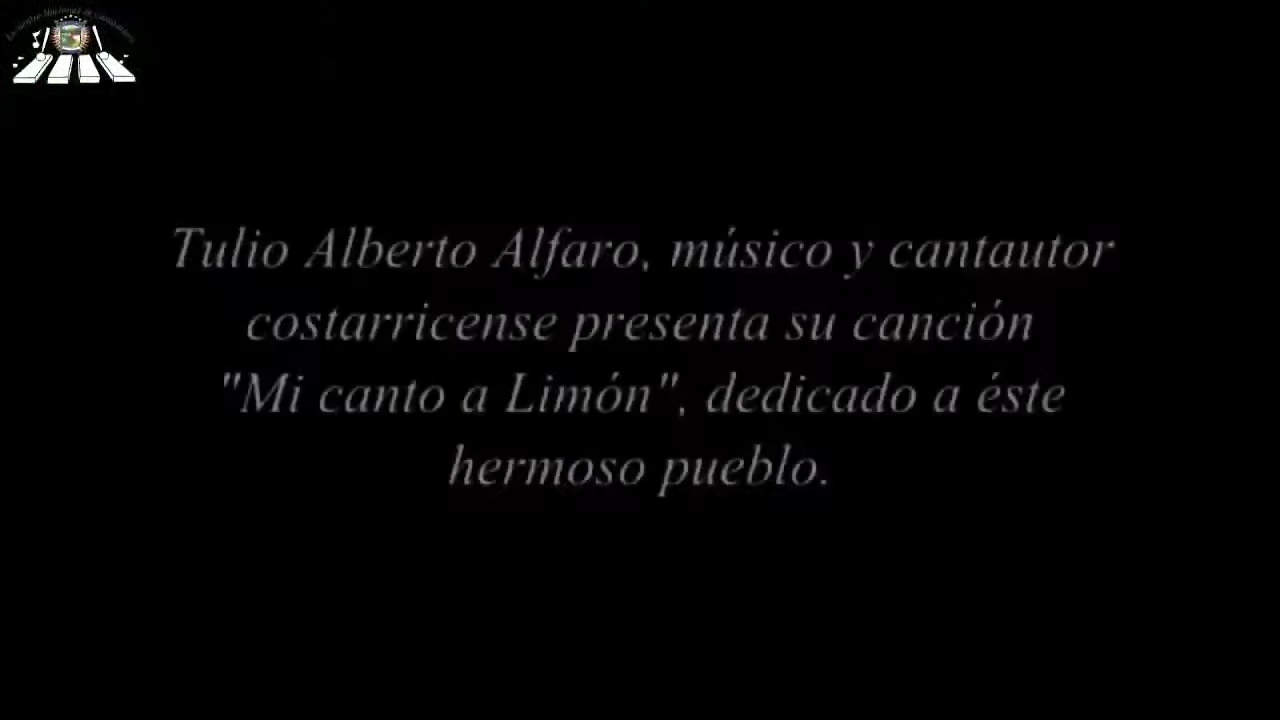 Tulio Alberto Alfaro, músico y cantautor
costarricense presenta su canción
"Mi canto a Limón", dedicado a éste
hermoso pueblo.